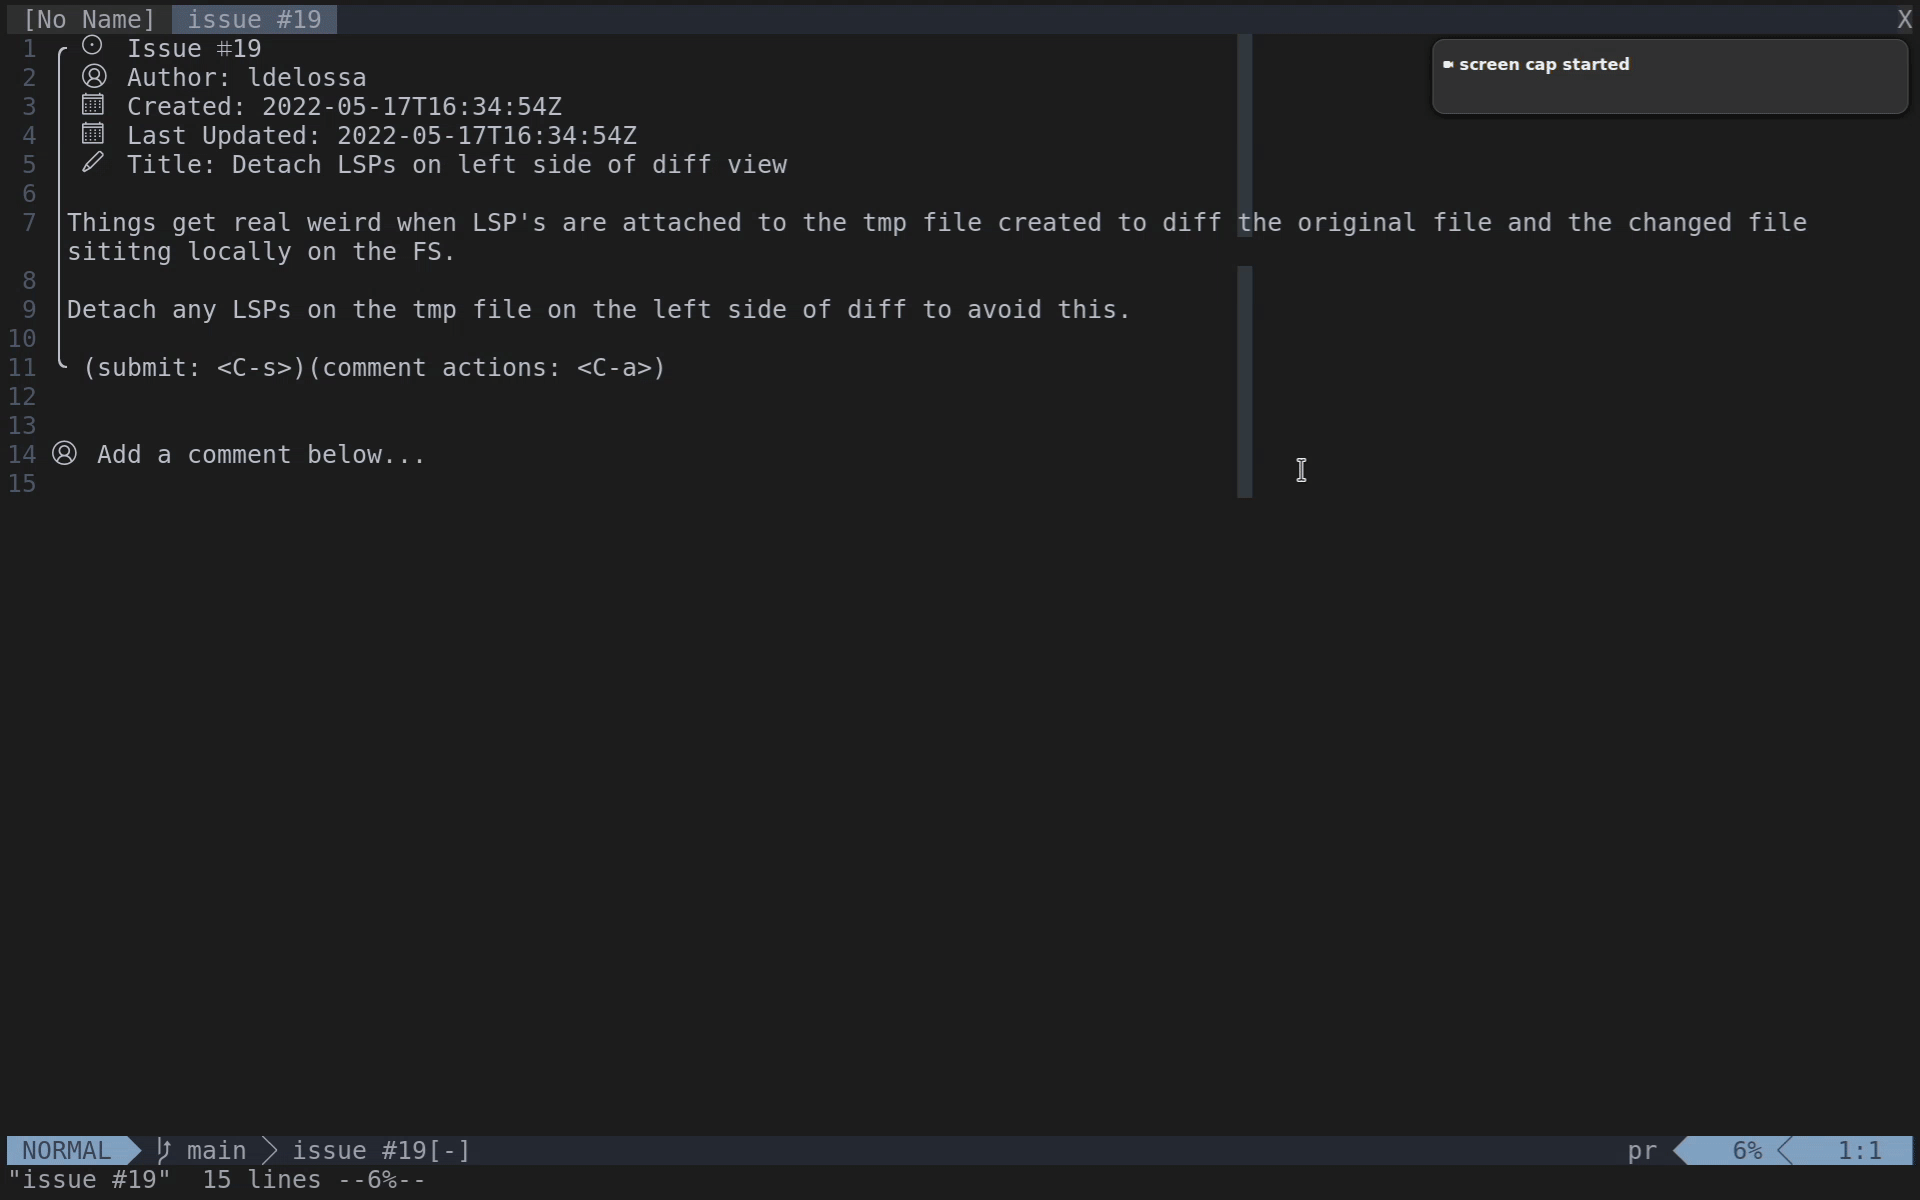 [No Name] issue #19 X
screen cap started
1 Issue #19
2 Author: ldelossa
3 Created: 2022-05-17T16:34:54Z
4 Last Updated: 2022-05-17T16:34:54Z
5 Title: Detach LSPs on left side of diff view
6
7 Things get real weird when LSP's are attached to the tmp file created to diff the original file and the changed file
sititng locally on the FS.
8
9 Detach any LSPs on the tmp file on the left side of diff to avoid this.
10
11 (submit: <C-s>)(comment actions: <C-a>)
12
13
14 Add a comment below...
15
NORMAL main issue #19[-] pr 6% 1:1
"issue #19" 15 lines --6%--